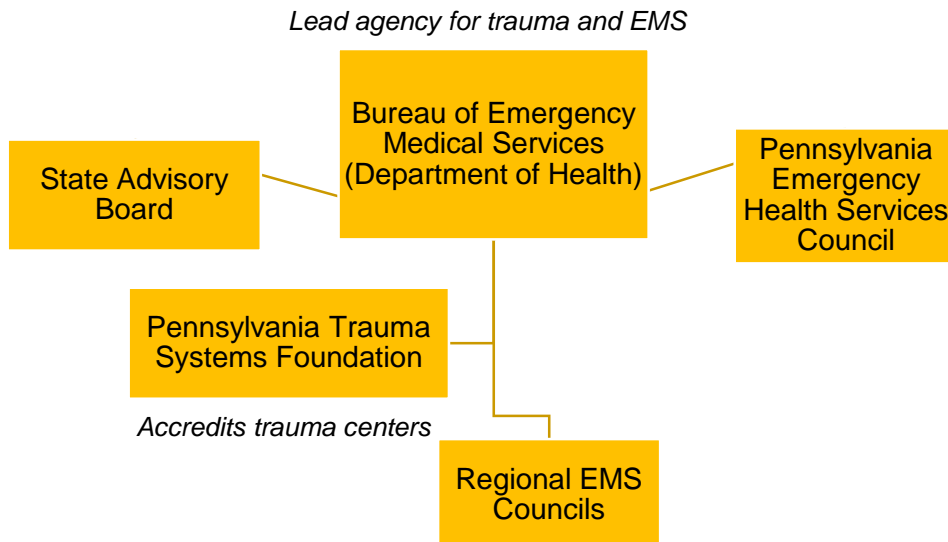 Lead agency for trauma and EMS
Bureau of Emergency
Medical Services
(Department of Health)
State Advisory
Board
Pennsylvania
Emergency
Health Services
Council
Pennsylvania Trauma
Systems Foundation
Accredits trauma centers
Regional EMS
Councils